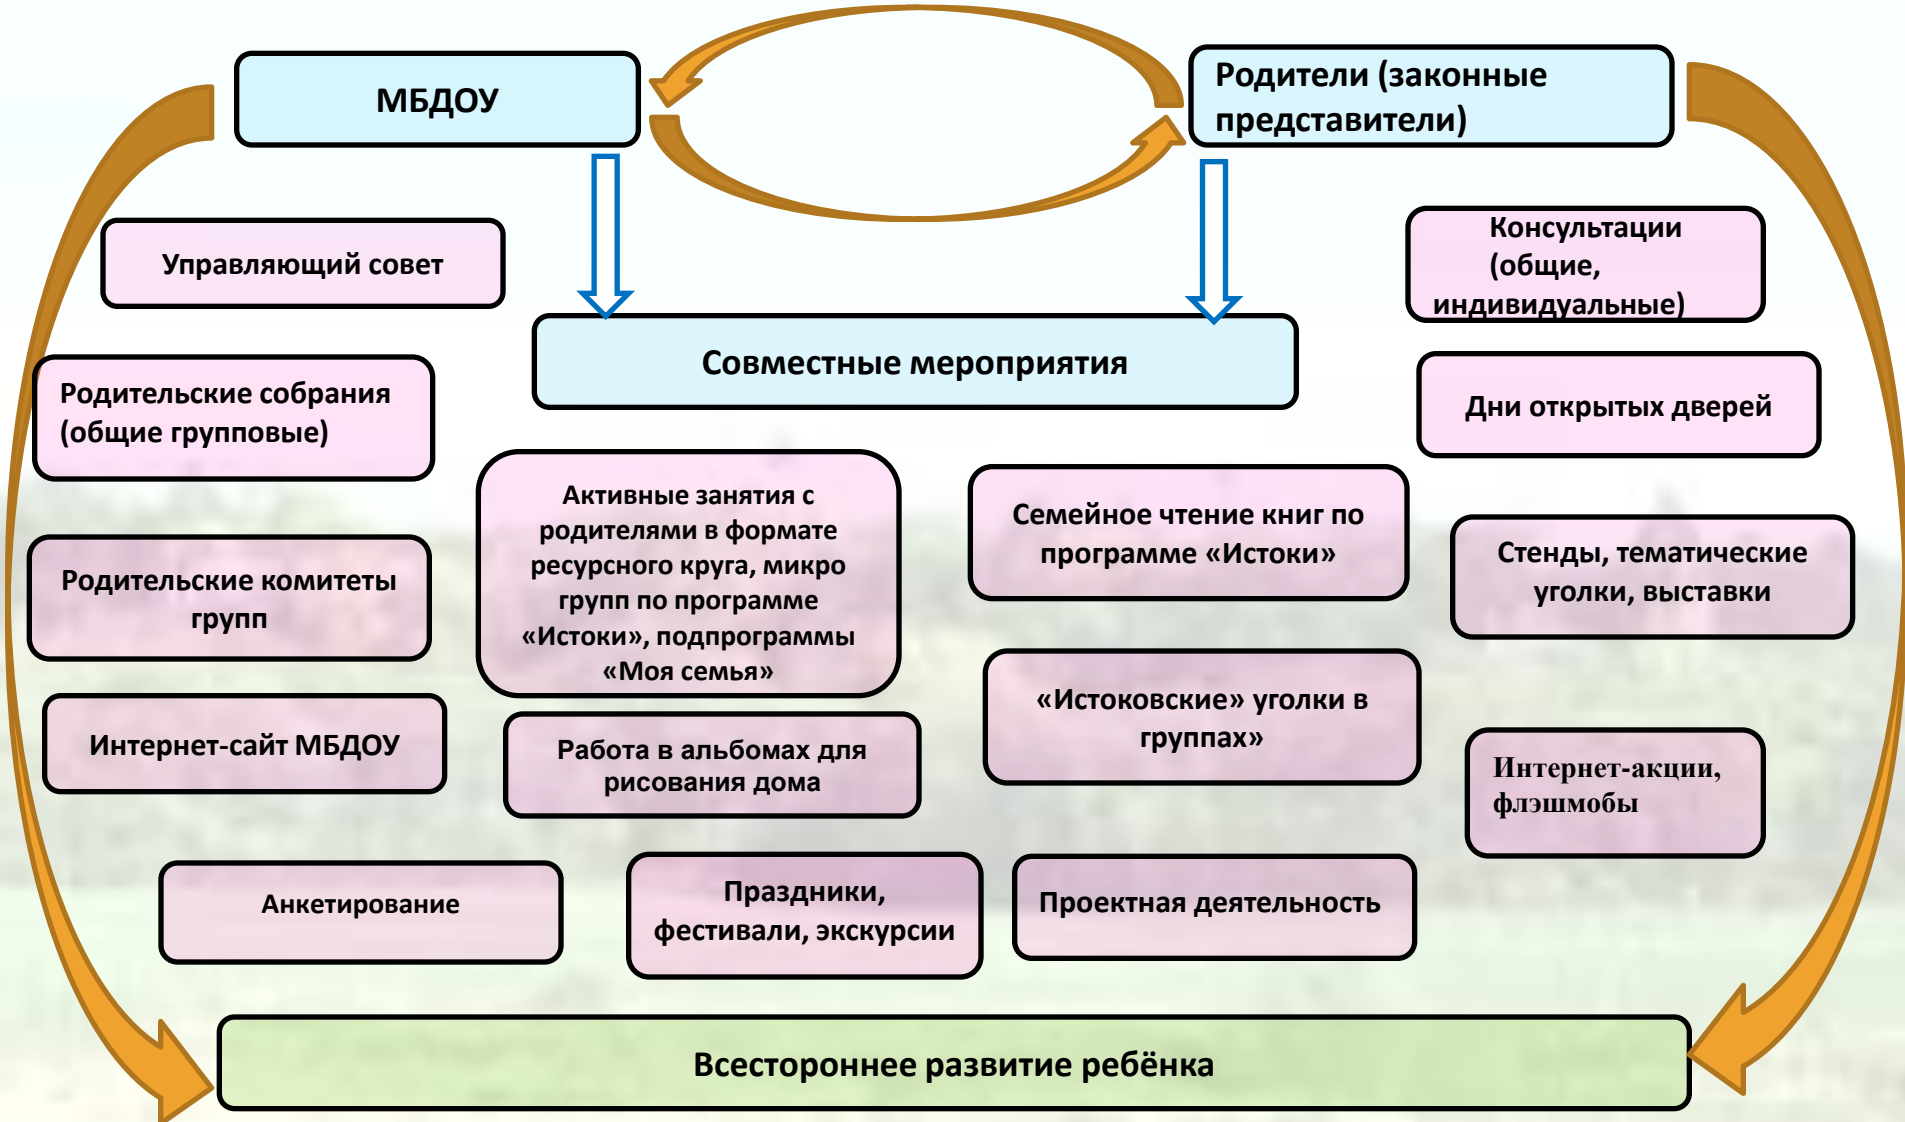 МБДОУ
Родители (законные
представители)
Управляющий совет
Консультации
(общие,
индивидуальные)
Совместные мероприятия
Родительские собрания
(общие групповые)
Дни открытых дверей
Активные занятия с
родителями в формате
ресурсного круга, микро
групп по программе
«Истоки», подпрограммы
«Моя семья»
Семейное чтение книг по
программе «Истоки»
Стенды, тематические
уголки, выставки
Родительские комитеты
групп
«Истоковские» уголки в
группах»
Интернет-сайт МБДОУ
Работа в альбомах для
рисования дома
Интернет-акции,
флэшмобы
Анкетирование
Праздники,
фестивали, экскурсии
Проектная деятельность
Всестороннее развитие ребёнка